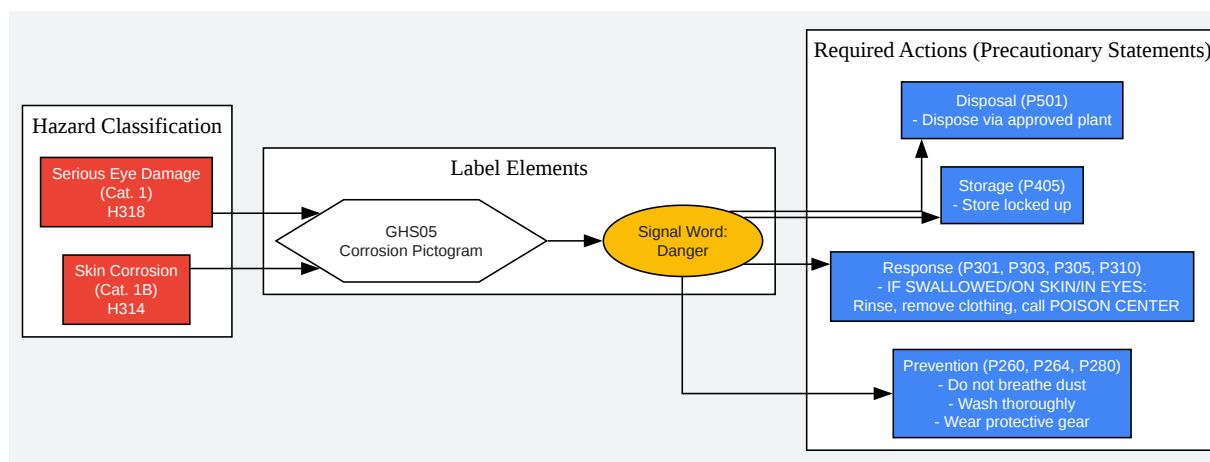 Hazard Classification
Serious Eye Damage
(Cat. 1)
H318
Skin Corrosion
(Cat. 1B)
H314
Label Elements
GHS05
Corrosion Pictogram
Signal Word:
Danger
Required Actions (Precautionary Statements)
Disposal (P501)
- Dispose via approved plant
Storage (P405)
- Store locked up
Response (P301, P303, P305, P310)
- IF SWALLOWED/ON SKIN/IN EYES:
Rinse, remove clothing, call POISON CENTER
Prevention (P260, P264, P280)
- Do not breathe dust
- Wash thoroughly
- Wear protective gear